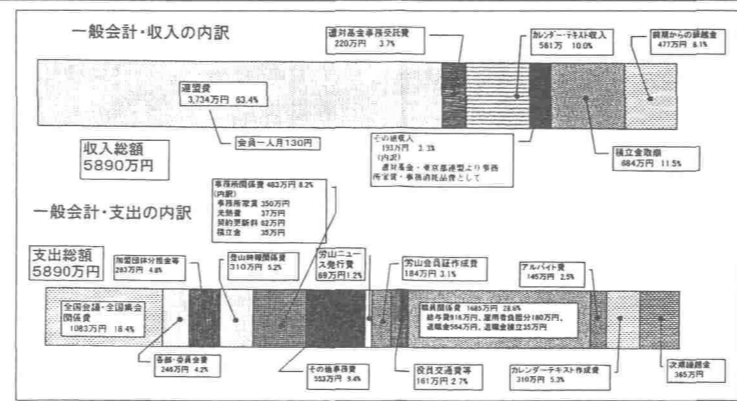 一般会計・収入の内訳
遭対基金事務受託費
220万円 3.7%
カレンダー・テキスト収入
581万 10.0%
前期からの繰越金
477万円 8.1%
連盟費
3,734万円 63.4%
会員一人月130円
収入総額
5890万円
その他収入
193万円 3.3%
(内訳)
遭対基金・東京都連盟より事務
所家賃・事務消耗品費として
積立金取崩
684万円 11.5%
一般会計・支出の内訳
事務所関係費 483万円 8.2%
(内訳)
事務所家賃 350万円
光熱費 37万円
契約更新料 62万円
積立金 35万円
支出総額
5890万円
加盟団体分担金等
283万円 4.8%
登山時報関係費
310万円 5.2%
労山ニュー
ス発行費
69万円1.2%
労山会員証作成費
184万円 3.1%
アルバイト費
145万円 2.5%
全国会議・全国集会
関係費
1083万円 18.4%
職員関係費 1685万円 28.6%
給与費916万円、雇用者負担分180万円、
退職金564万円、退職金積立35万円
各部・委員会費
246万円 4.2%
その他事務費
553万円 9.4%
役員交通費等
161万円 2.7%
カレンダーテキスト作成費
310万円 5.3%
次期繰越金
365万円